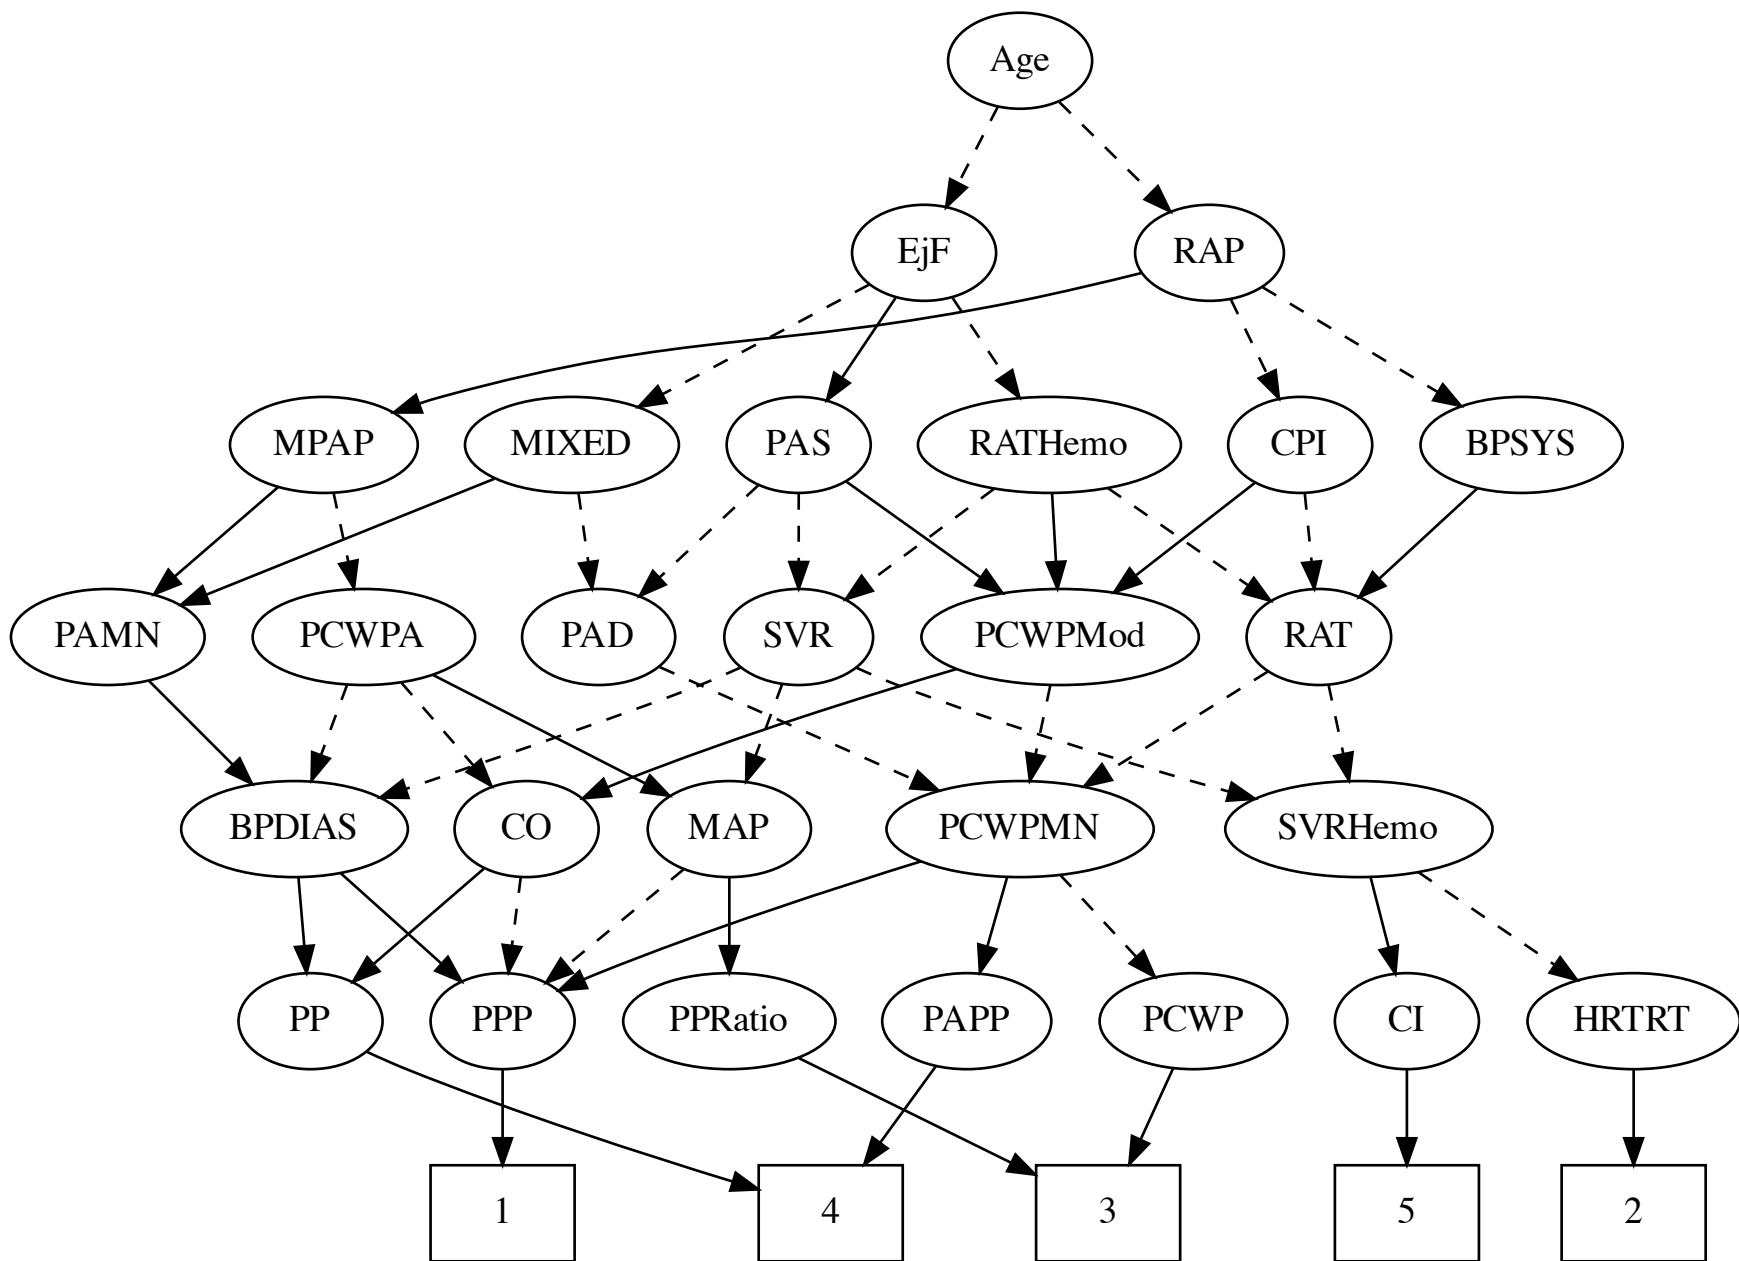 Age
EjF
RAP
MPAP
MIXED
PAS
RATHemo
CPI
BPSYS
PAMN
PCWPA
PAD
SVR
PCWPMod
RAT
BPDIAS
CO
MAP
PCWPMN
SVRHemo
PP
PPP
PPRatio
PAPP
PCWP
CI
HRTRT
1
4
3
5
2